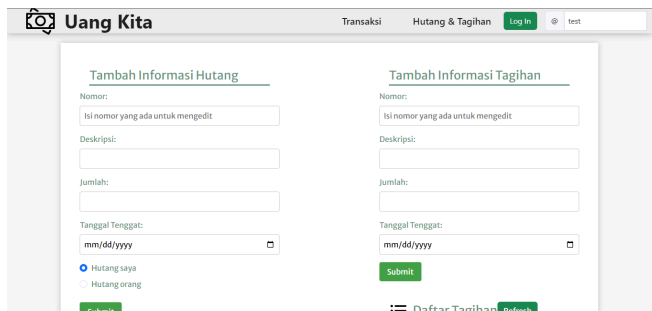 Uang Kita
Transaksi
Hutang & Tagihan
Log In
@
test
Tambah Informasi Hutang
Nomor:
Isi nomor yang ada untuk mengedit
Deskripsi:
Jumlah:
Tanggal Tenggat:
mm/dd/yyyy
Hutang saya
Hutang orang
Submit
Tambah Informasi Tagihan
Nomor:
Isi nomor yang ada untuk mengedit
Deskripsi:
Jumlah:
Tanggal Tenggat:
mm/dd/yyyy
Submit
Daftar Tagihan
Refresh